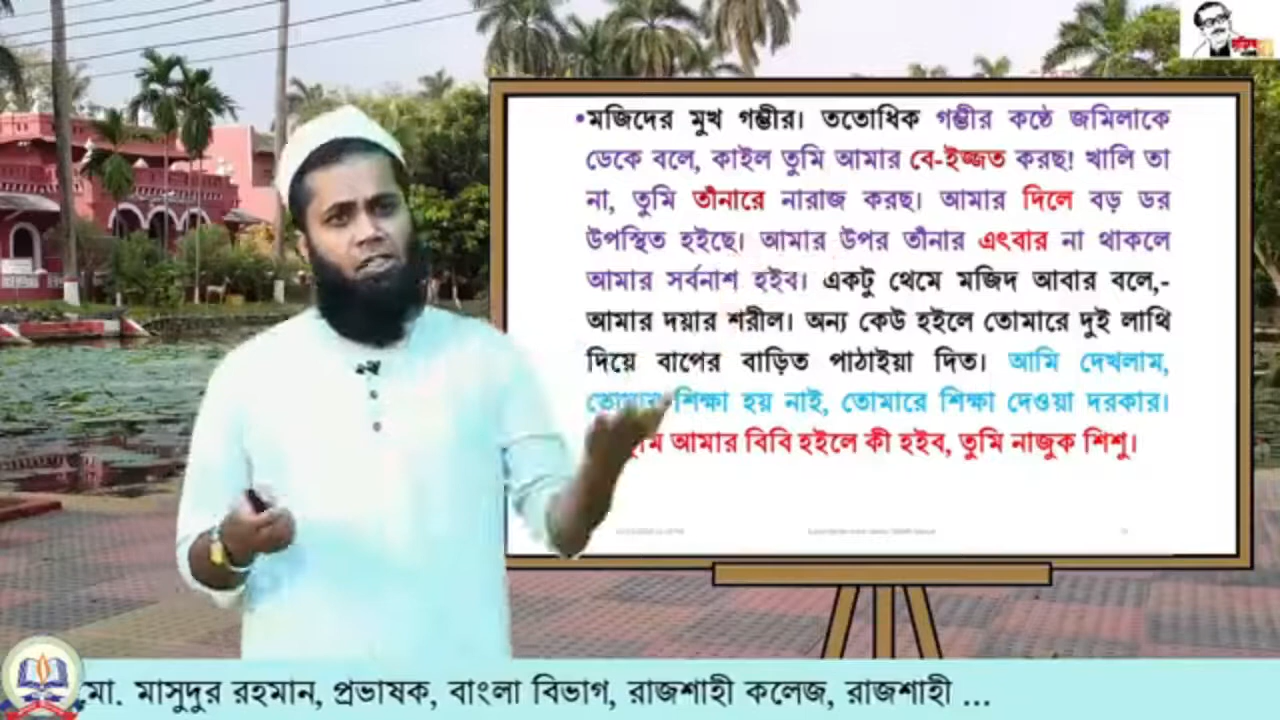 •মজিদের মুখ গম্ভীর। ততোধিক গম্ভীর কণ্ঠে জমিলাকে
ডেকে বলে, কাইল তুমি আমার বে-ইজ্জত করছ! খালি তা
না, তুমি তাঁনারে নারাজ করছ। আমার দিলে বড় ডর
উপস্থিত হইছে। আমার উপর তাঁনার এৎবার না থাকলে
আমার সর্বনাশ হইব। একটু থেমে মজিদ আবার বলে,-
আমার দয়ার শরীল। অন্য কেউ হইলে তোমারে দুই লাথি
দিয়ে বাপের বাড়িত পাঠাইয়া দিত। আমি দেখলাম,
শিক্ষা হয় নাই, তোমারে শিক্ষা দেওয়া দরকার।
আমার বিবি হইলে কী হইব, তুমি নাজুক শিশু।
মো. মাসুদুর রহমান, প্রভাষক, বাংলা বিভাগ, রাজশাহী কলেজ, রাজশাহী ...